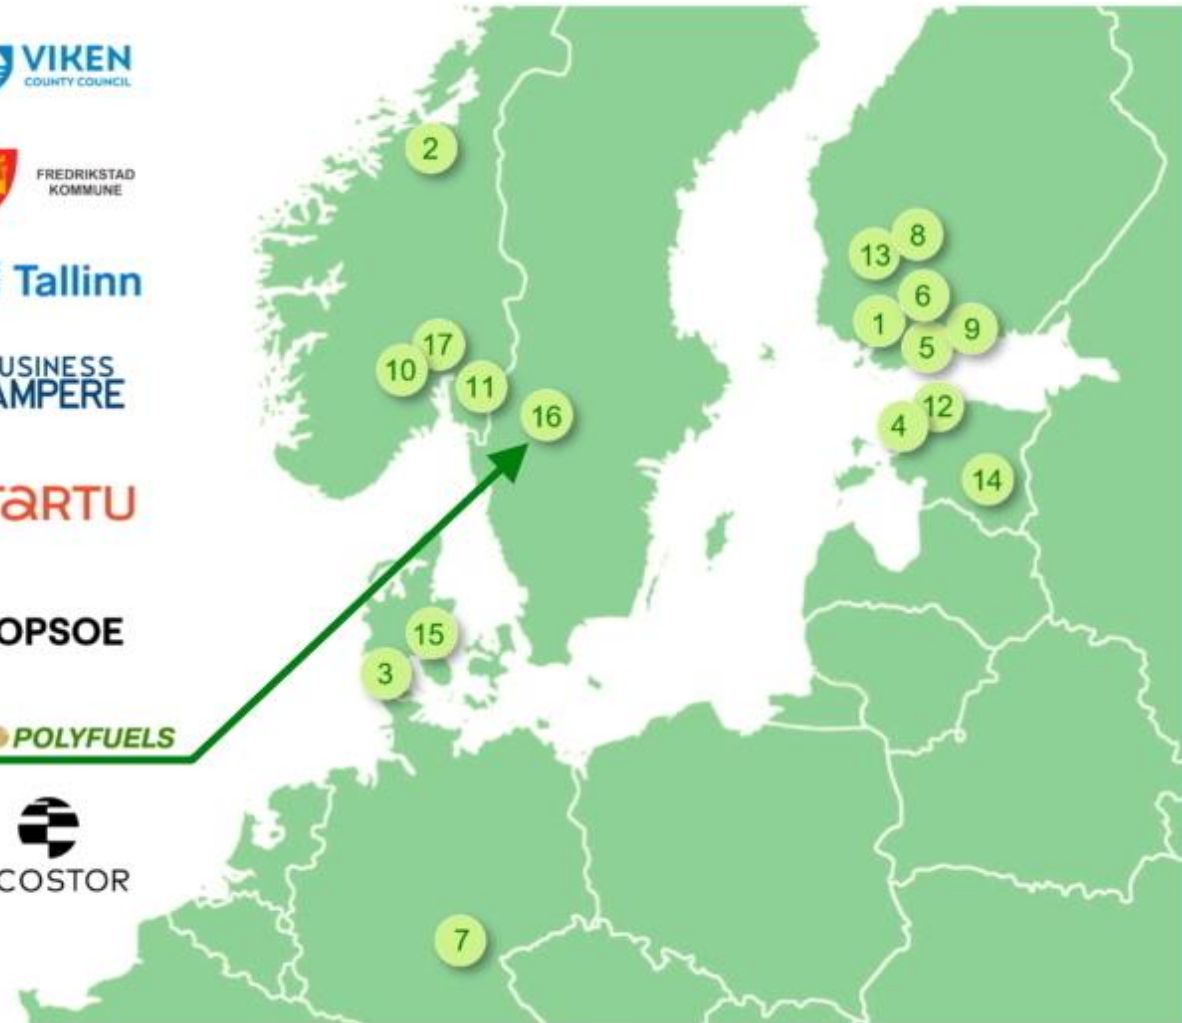 VIKEN
COUNTY COUNCIL
FREDRIKSTAD
KOMMUNE
Tallinn
USINESS
AMPERE
TARTU
OPSOE
POLYFUELS
COSTOR
2
8
13
6
1
9
5
17
10
11
16
12
4
14
15
3
7